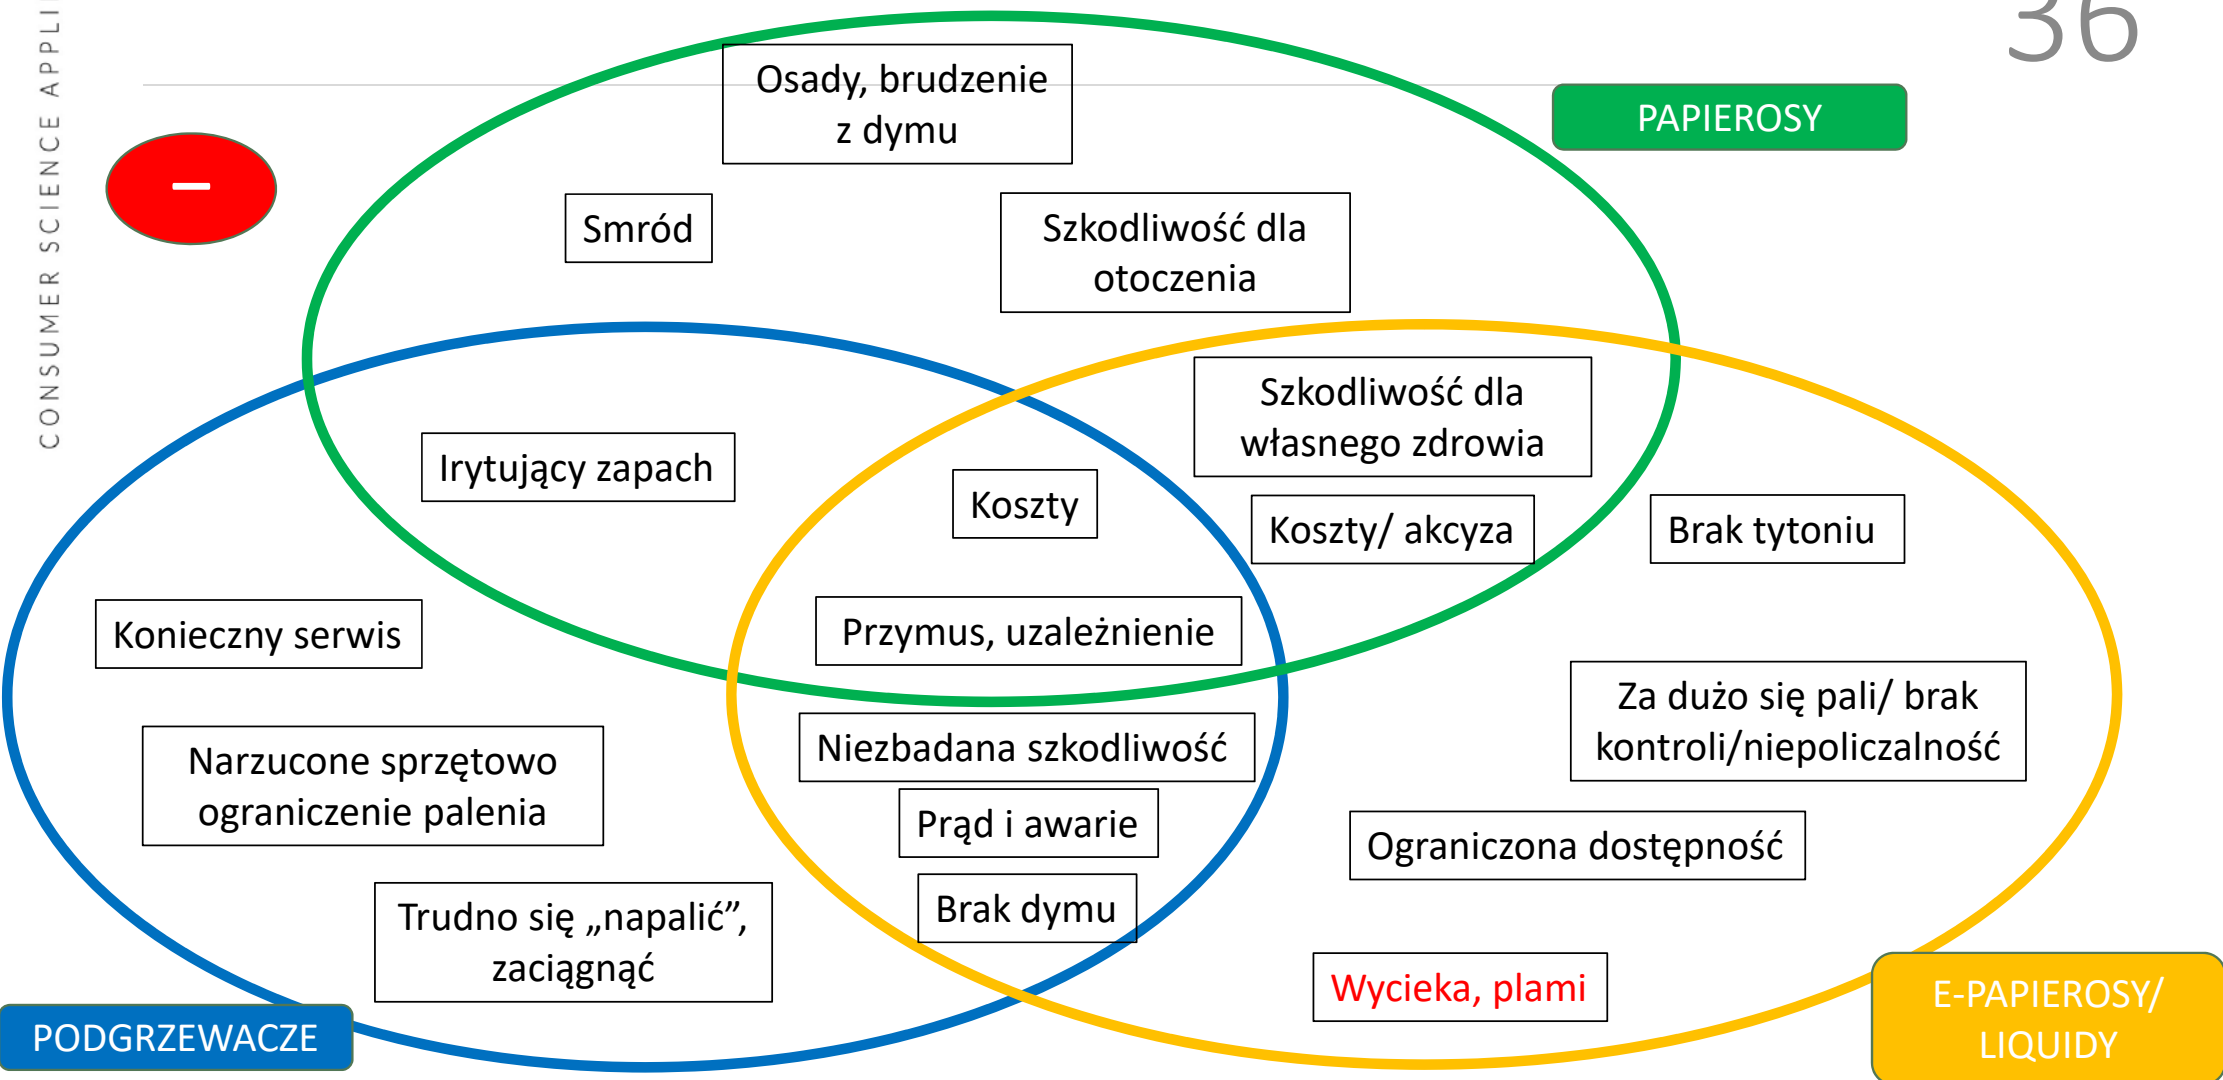 CONSUMER SCIENCE
36
Osady, brudzenie
z dymu
PAPIEROSY
–
Smród
Szkodliwość dla
otoczenia
Szkodliwość dla
własnego zdrowia
Irytujący zapach
Koszty
Koszty/ akcyza
Brak tytoniu
Konieczny serwis
Przymus, uzależnienie
Za dużo się pali/ brak
kontroli/niepoliczalność
Narzucone sprzętowo
ograniczenie palenia
Niezbadana szkodliwość
Prąd i awarie
Ograniczona dostępność
Trudno się „napalić”,
zaciągnąć
Brak dymu
Wycieka, plami
PODGRZEWACZE
E-PAPIEROSY/
LIQUIDY